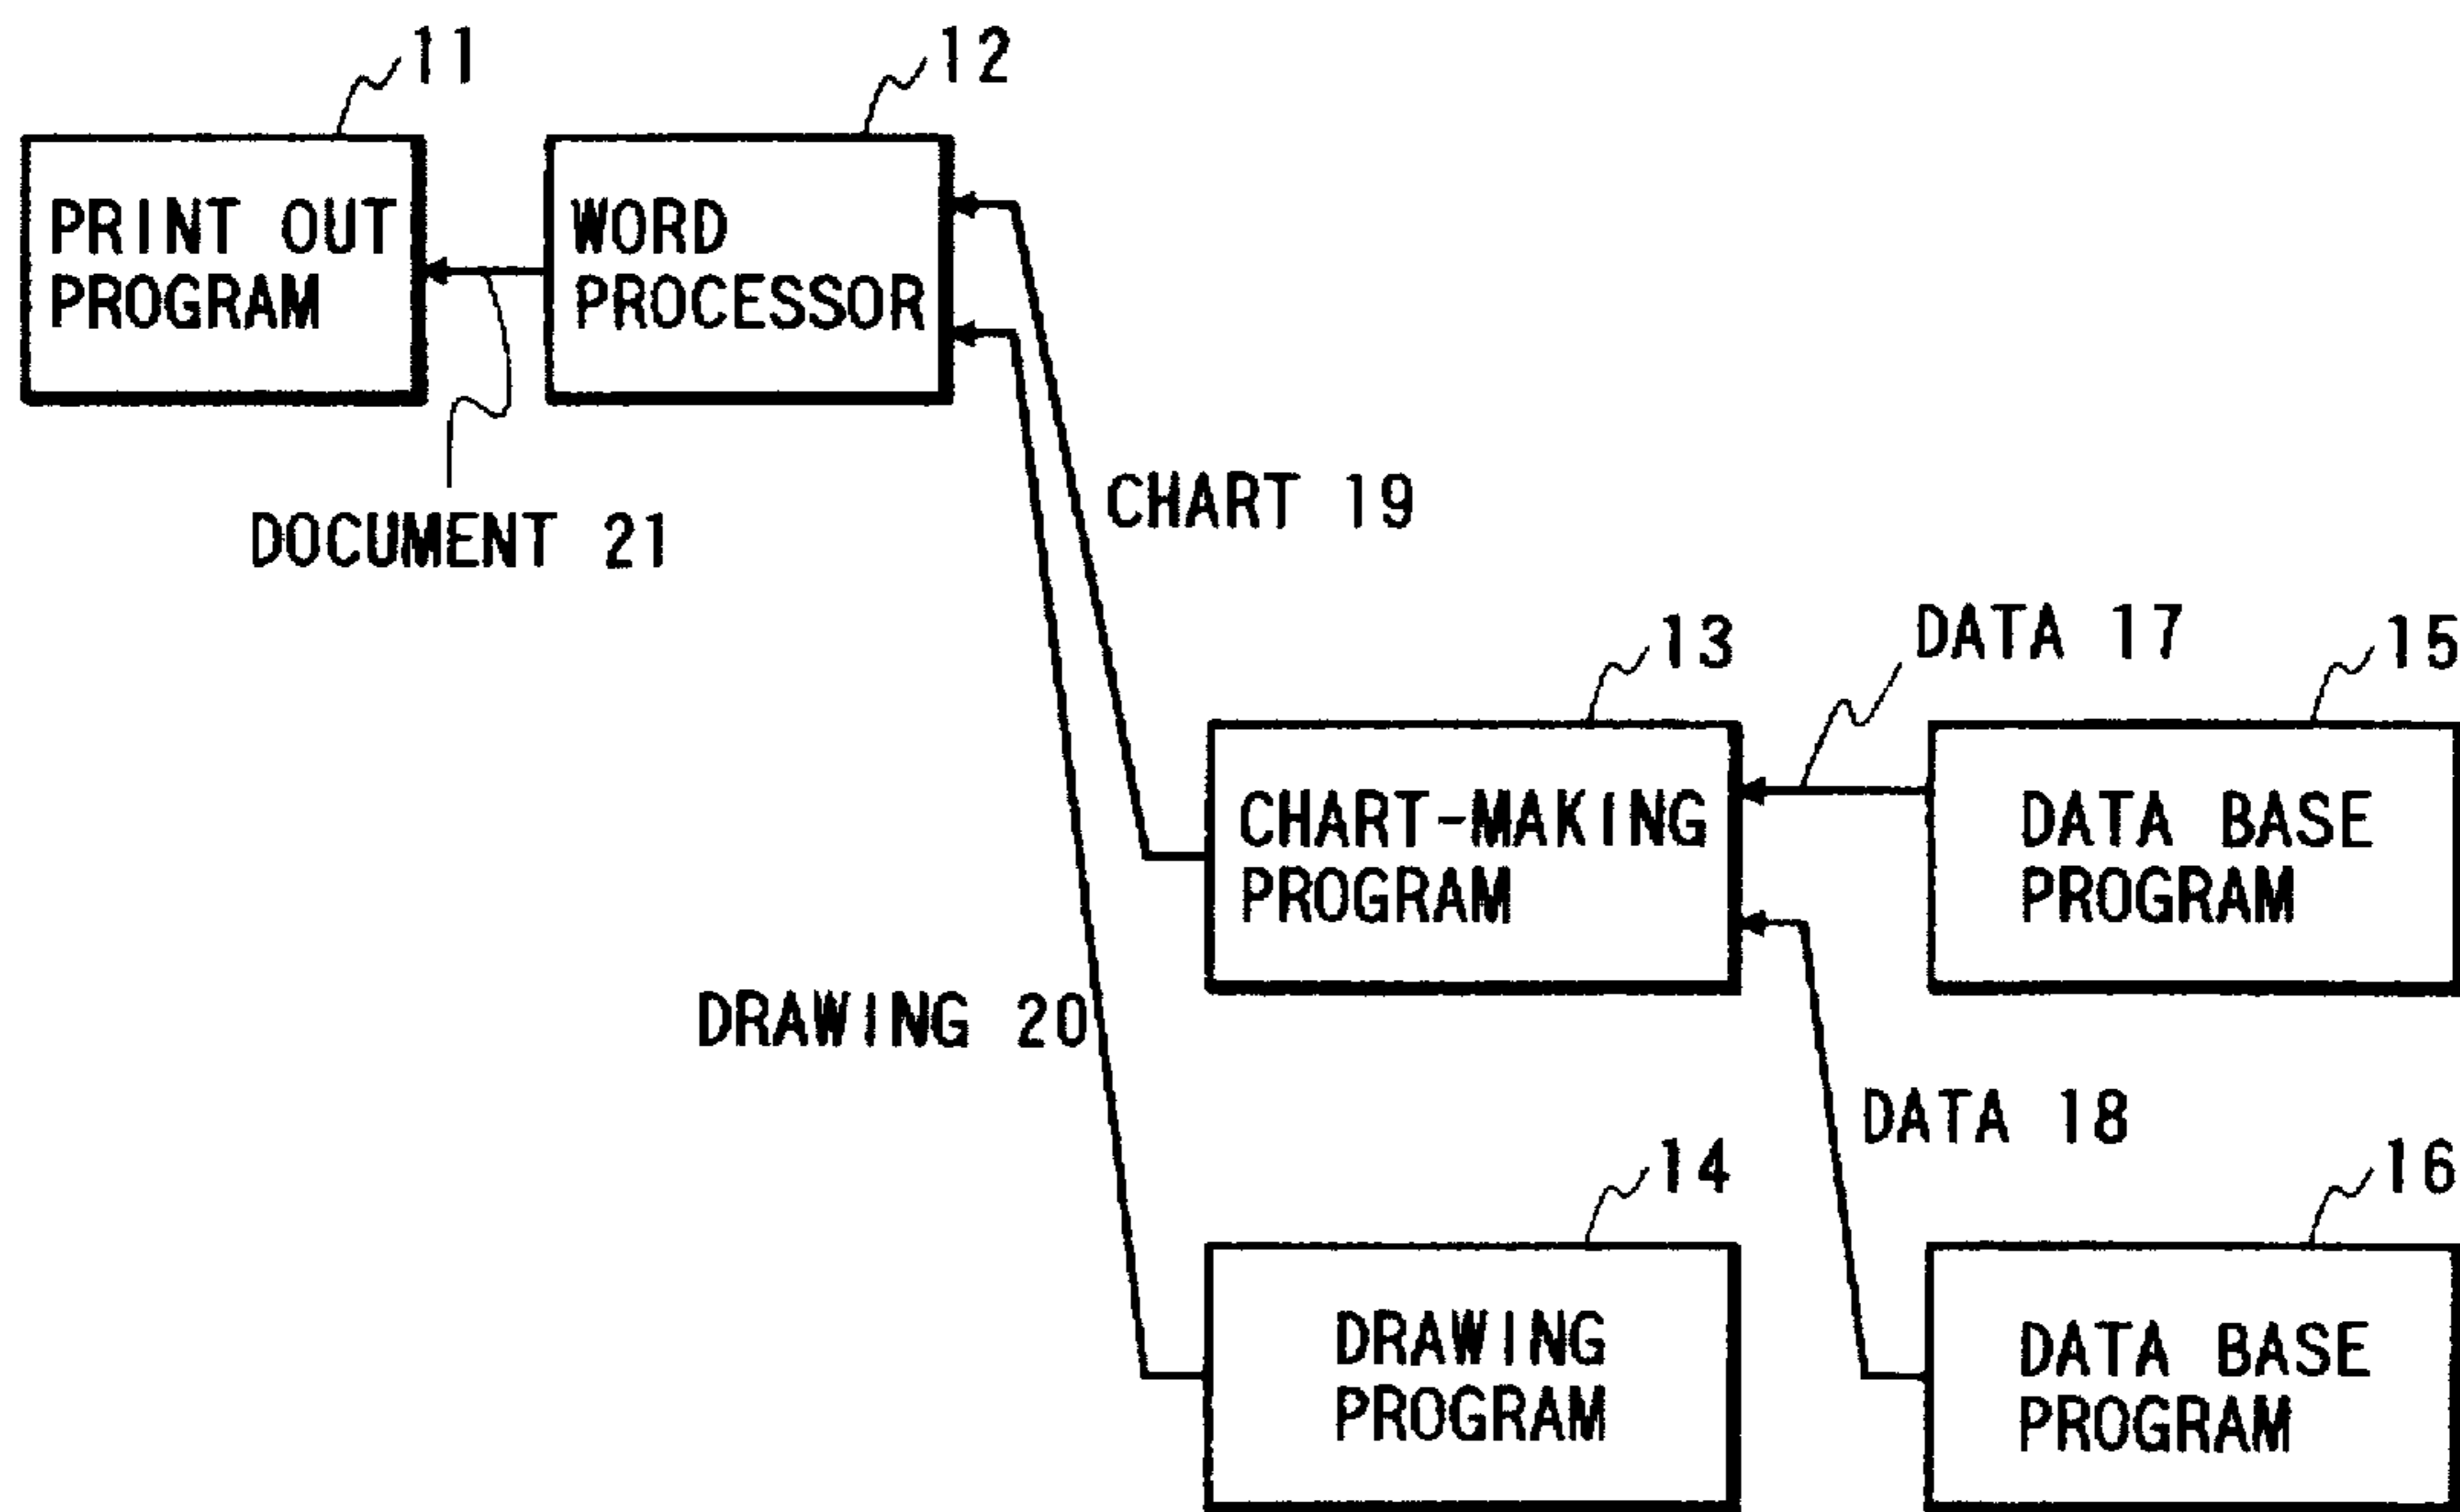 11
12
PRINT OUT
PROGRAM
WORD
PROCESSOR
DOCUMENT 21
CHART 19
13
DATA 17
15
CHART-MAKING
PROGRAM
DATA BASE
PROGRAM
DRAWING 20
DATA 18
14
16
DRAWING
PROGRAM
DATA BASE
PROGRAM